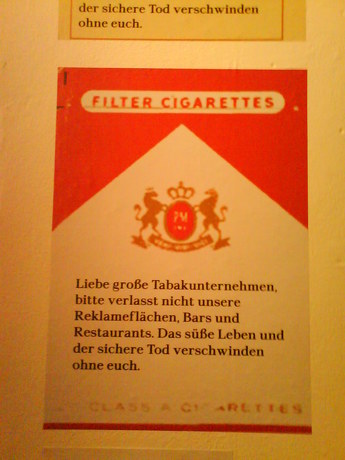 der sichere Tod verschwinden
ohne euch.
FILTER CIGARETTES
PM
Liebe große Tabakunternehmen,
bitte verlasst nicht unsere
Reklameflächen, Bars und
Restaurants. Das süße Leben und
der sichere Tod verschwinden
ohne euch.
CLASS A CIGARETTES